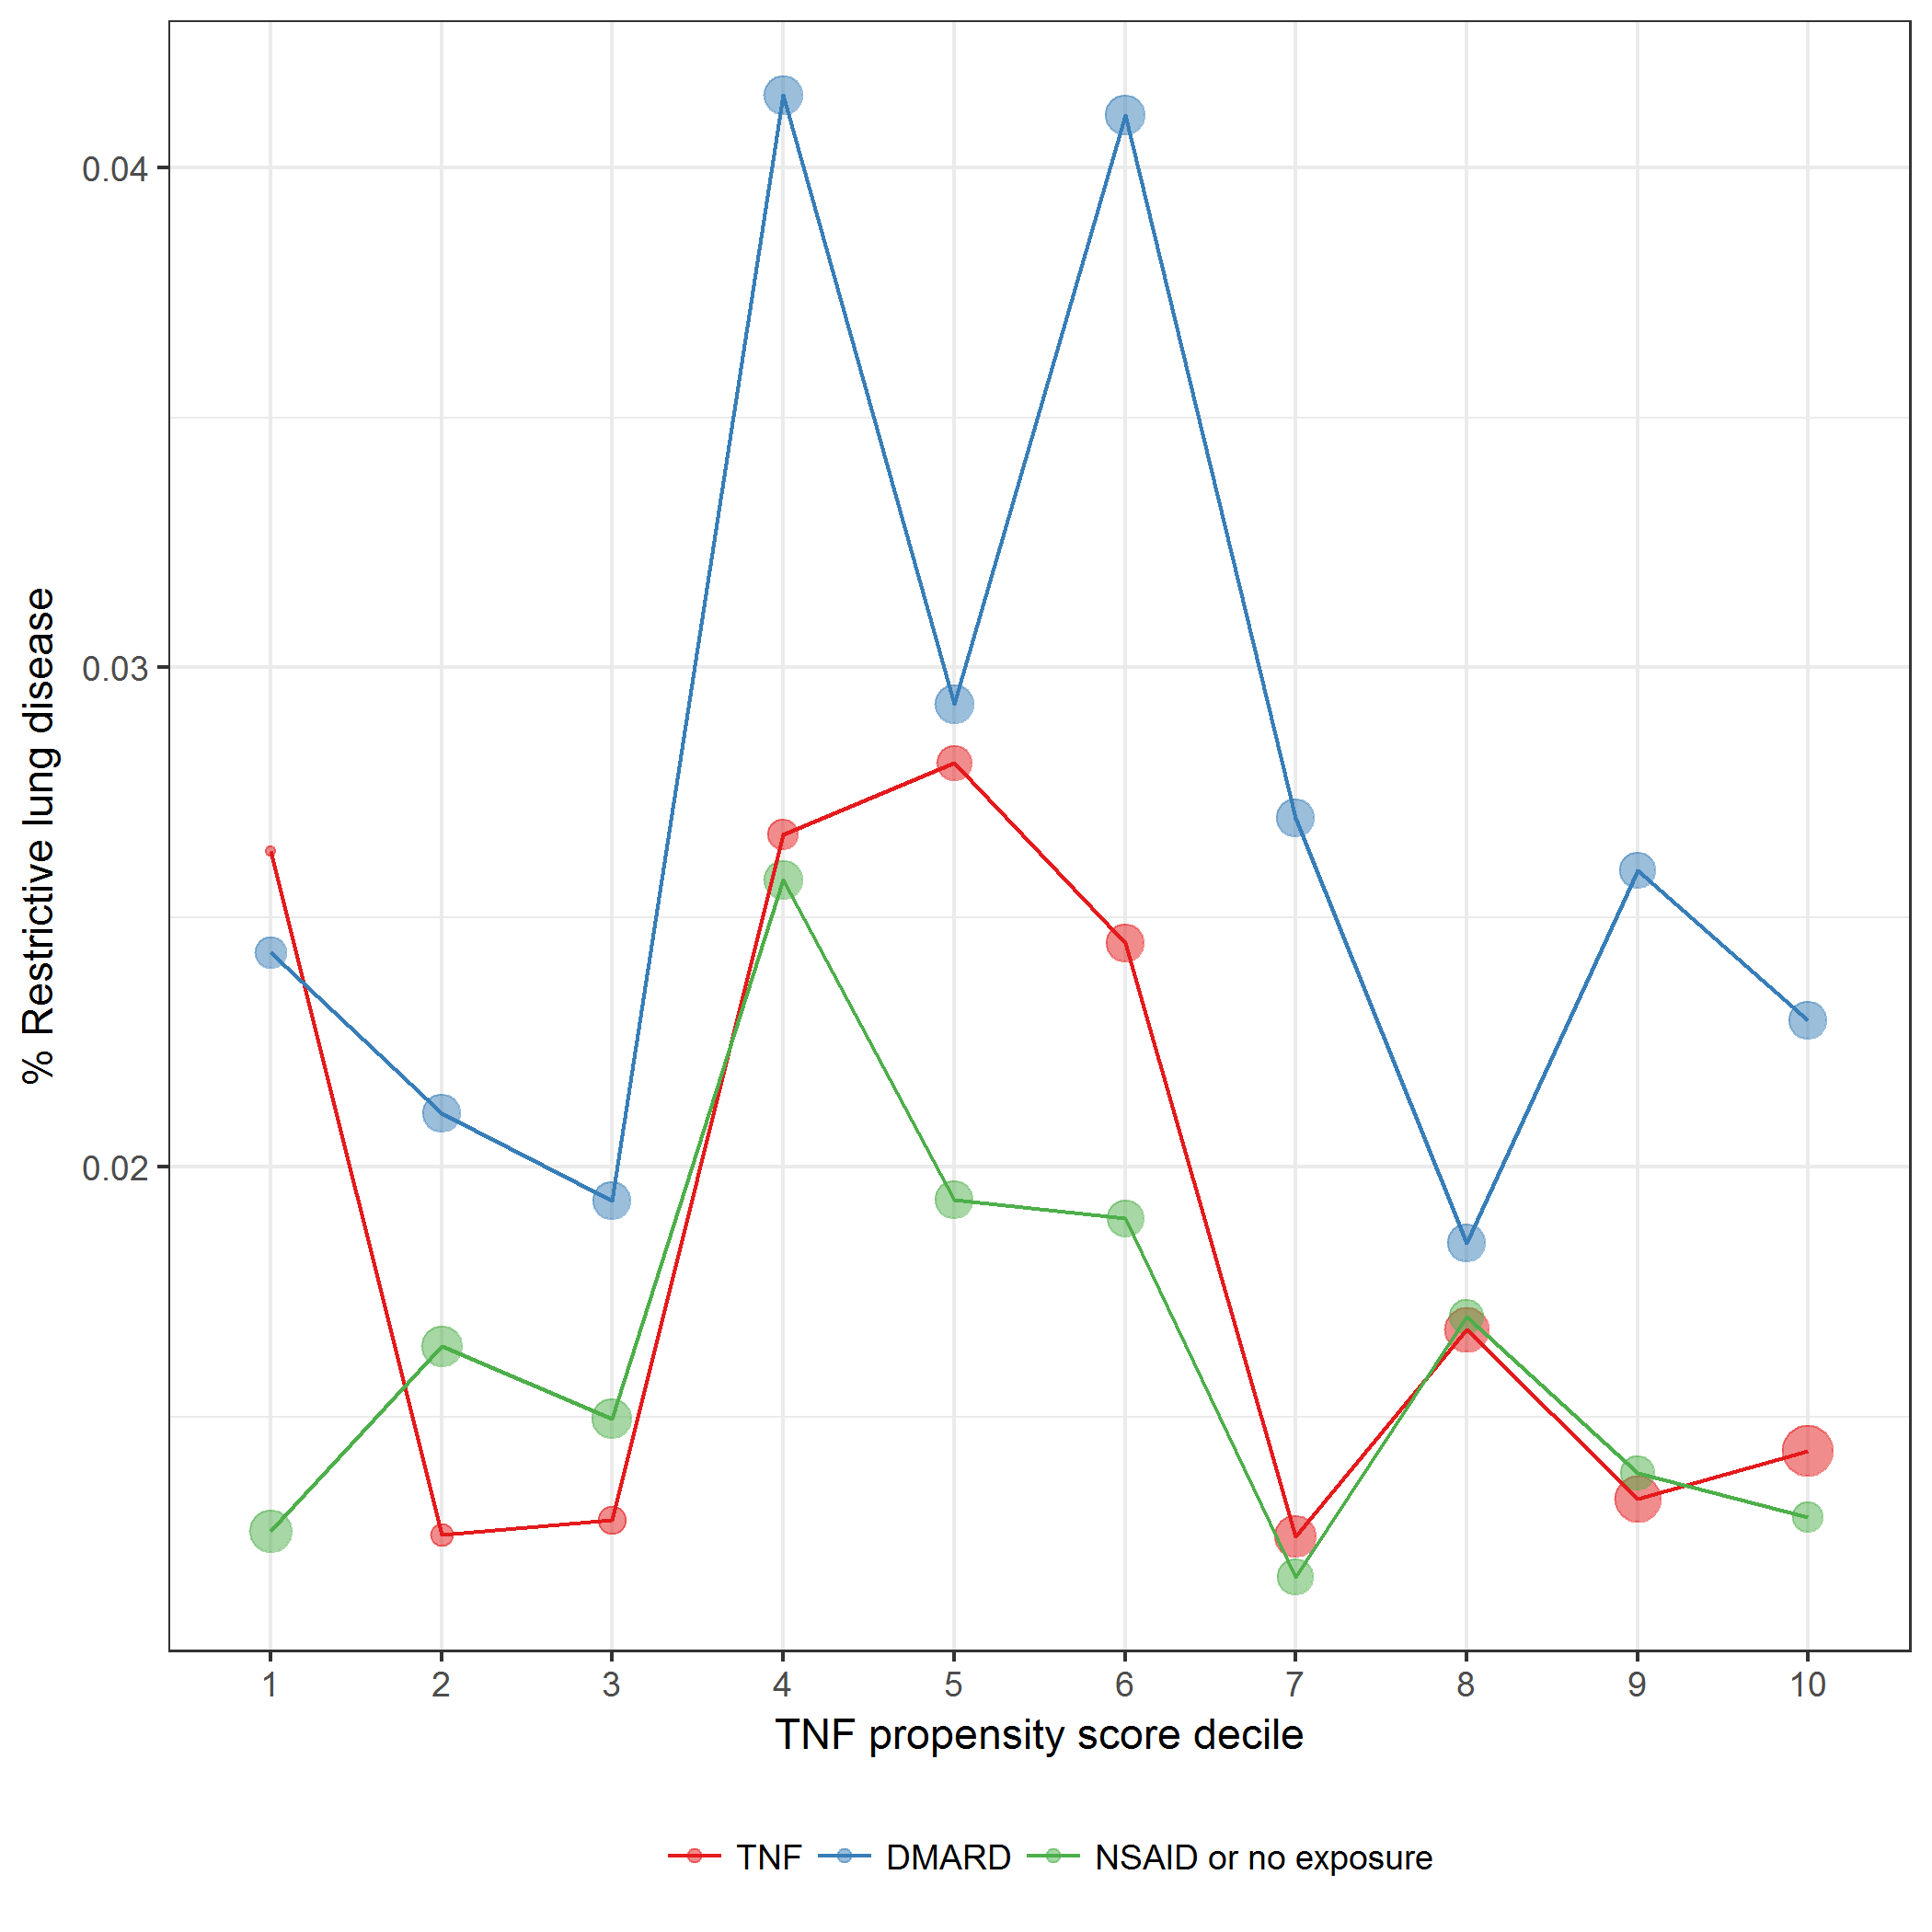 % Restrictive lung disease
0.04
0.03
0.02
1 2 3 4 5 6 7 8 9 10
TNF propensity score decile
TNF DMARD NSAID or no exposure